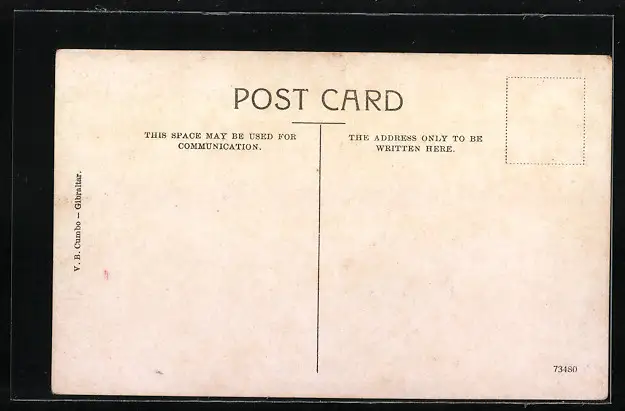 POST CARD
THIS SPACE MAY BE USED FOR
COMMUNICATION.
THE ADDRESS ONLY TO BE
WRITTEN HERE.
V. B. Cumbo – Gibraltar.
73480